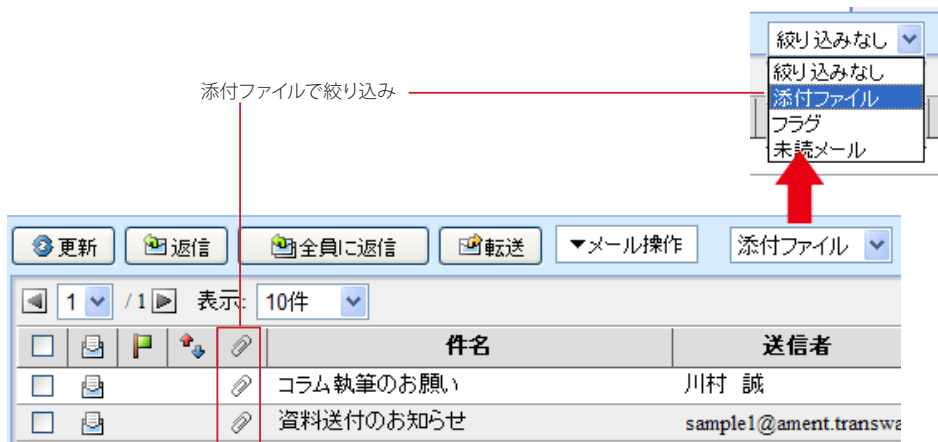 絞り込みなし
絞り込みなし
添付ファイル
フラグ
未読メール
添付ファイルで絞り込み
更新 返信 全員に返信 転送 ▼メール操作 添付ファイル
1 / 1 表示: 10件
件名 送信者
コラム執筆のお願い 川村 誠
資料送付のお知らせ sample1@ament.transwa